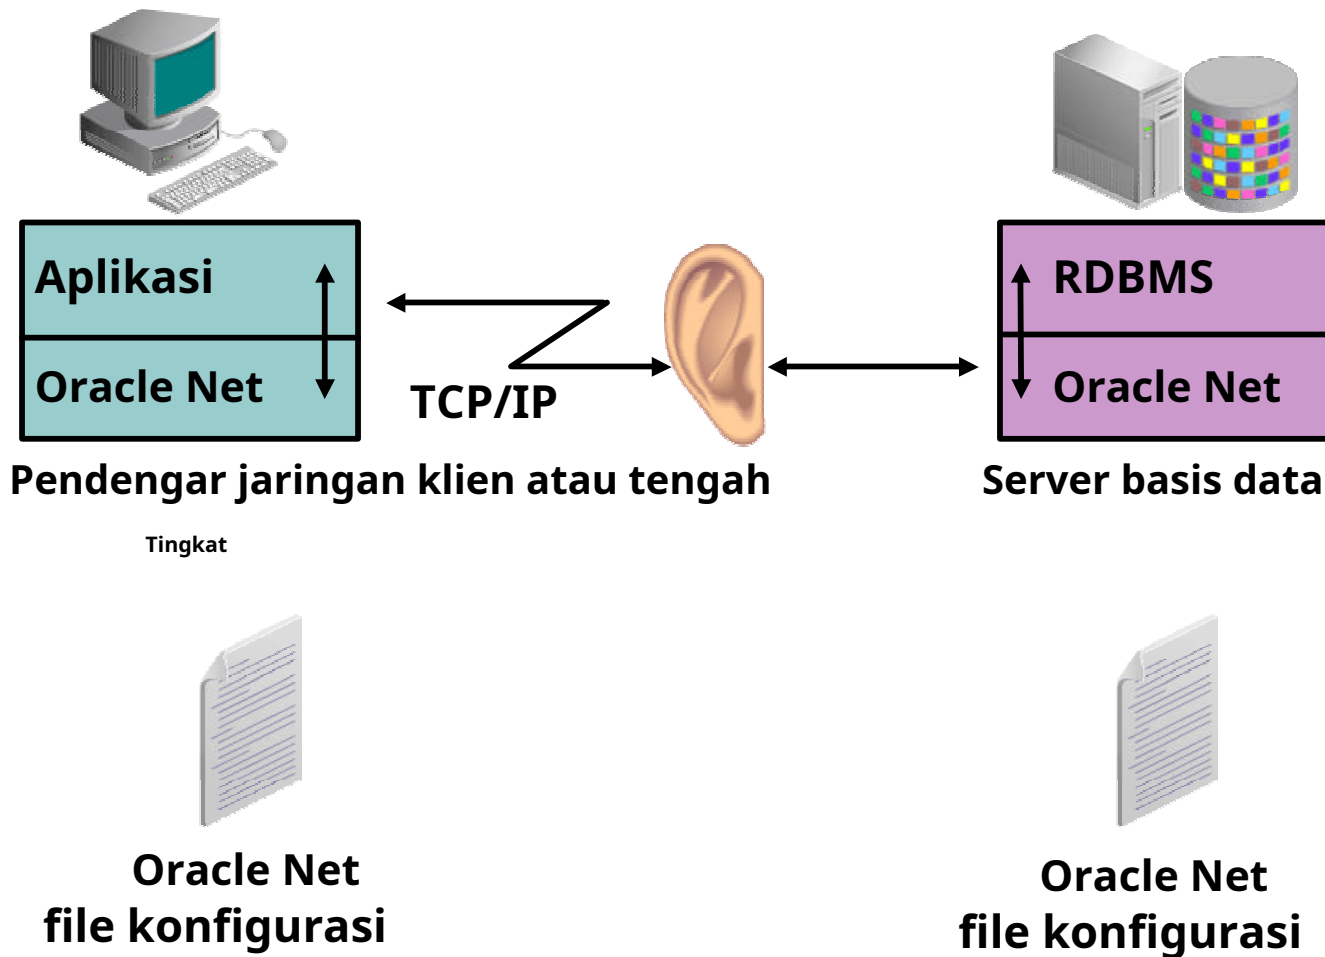 Aplikasi
Oracle Net
TCP/IP
RDBMS
Oracle Net
Pendengar jaringan klien atau tengah
Tingkat
Server basis data
Oracle Net
file konfigurasi
Oracle Net
file konfigurasi